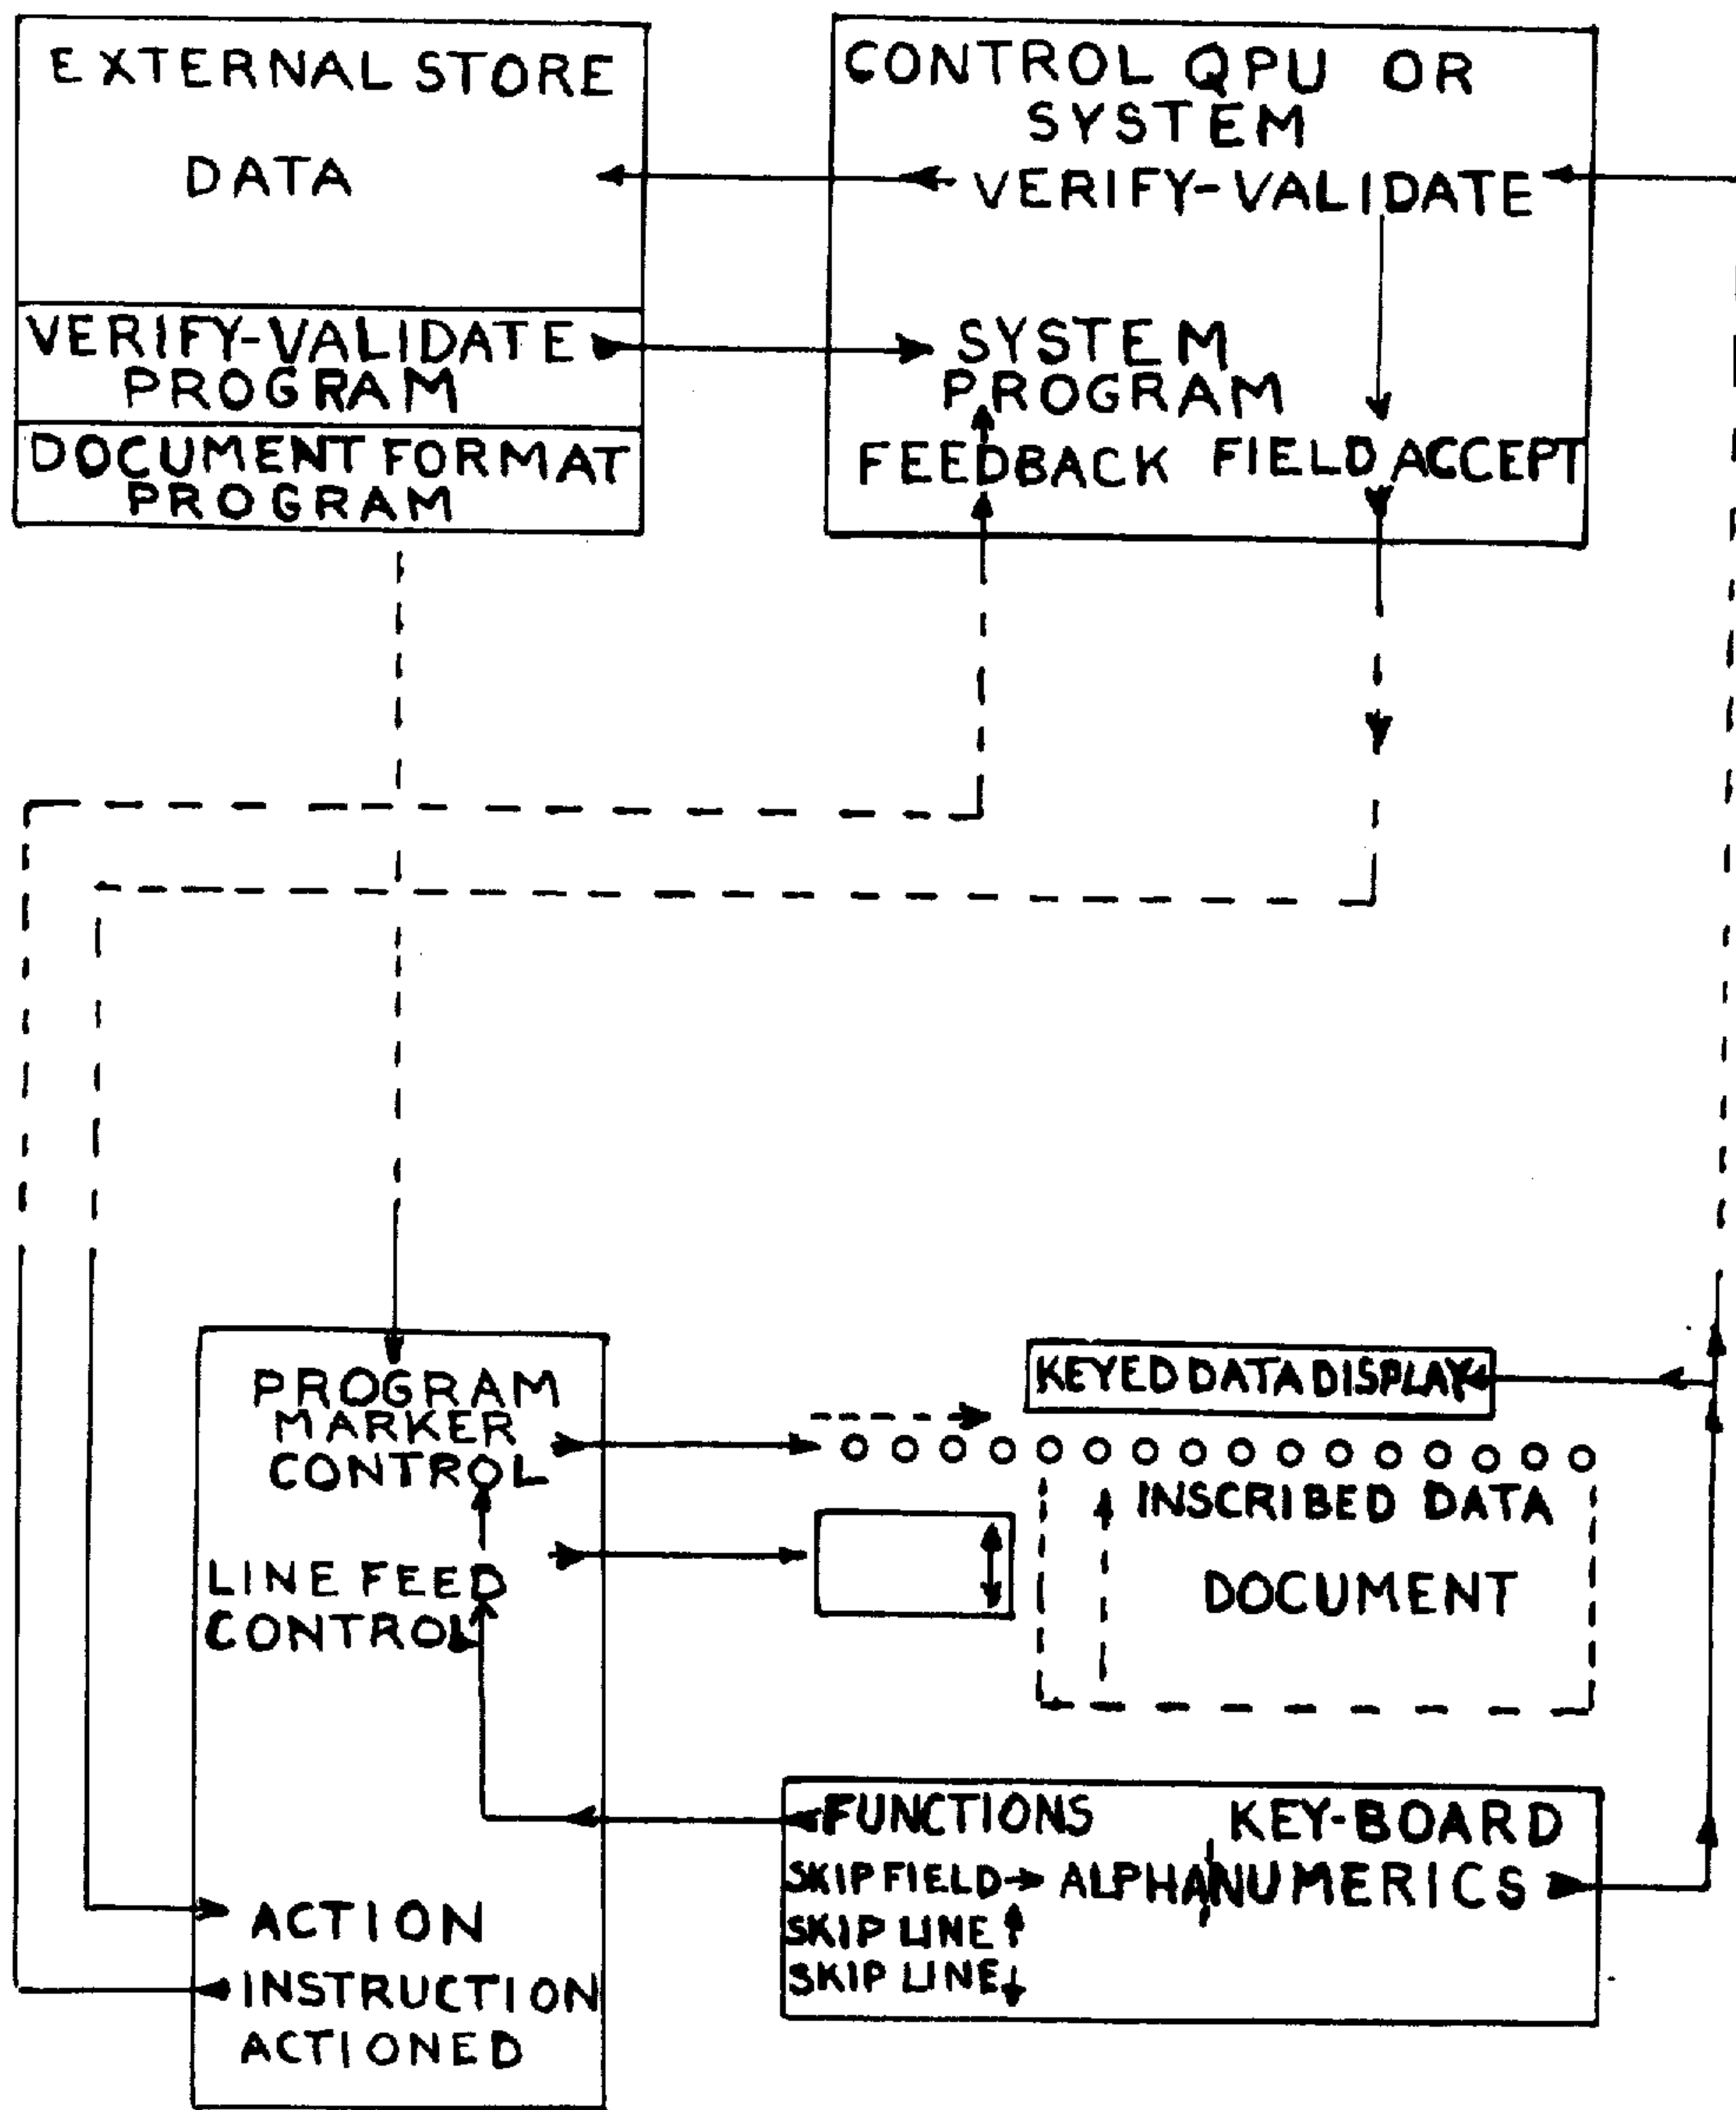 EXTERNAL STORE
DATA
VERIFY-VALIDATE
PROGRAM
DOCUMENT FORMAT
PROGRAM
CONTROL QPU OR
SYSTEM
VERIFY-VALIDATE
SYSTEM
PROGRAM
FEEDBACK FIELD ACCEPT
PROGRAM
MARKER
CONTROL
LINE FEED
CONTROL
ACTION
INSTRUCTION
ACTIONED
KEYED DATA DISPLAY
INSCRIBED DATA
DOCUMENT
FUNCTIONS KEY-BOARD
SKIP FIELD → ALPHANUMERICS
SKIP LINE ↑
SKIP LINE ↓